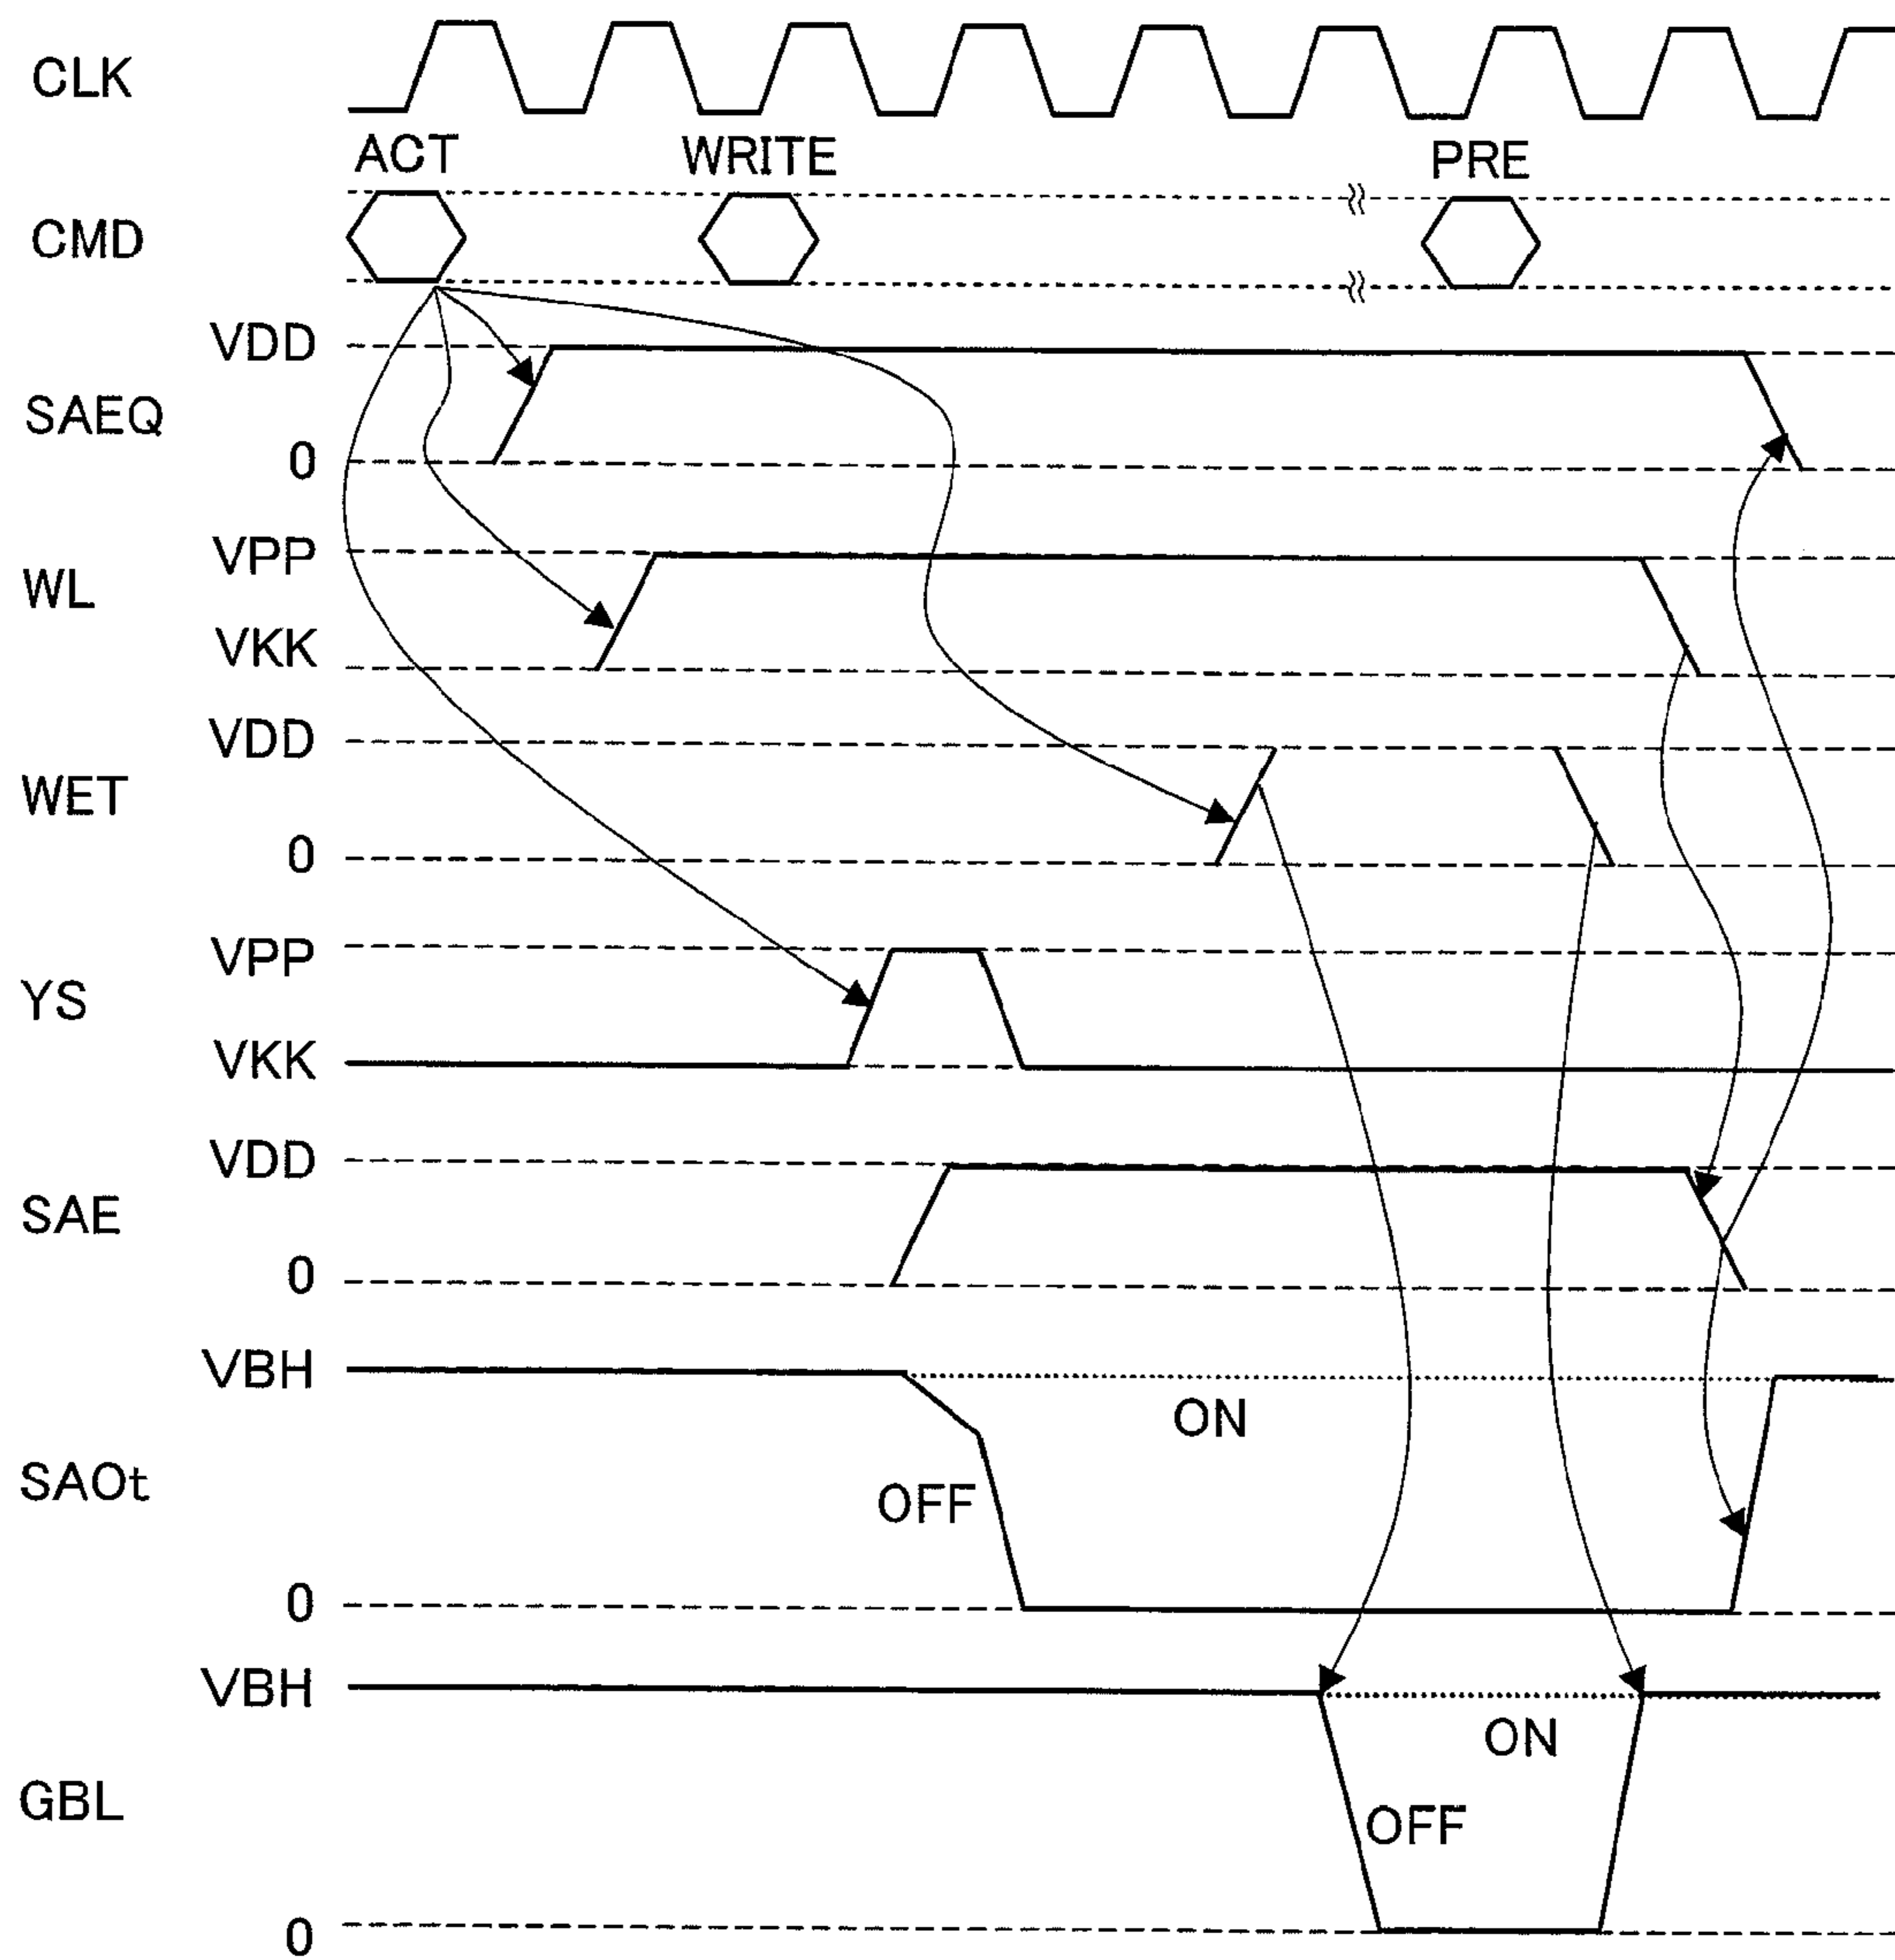 CLK
ACT WRITE PRE
CMD
VDD
SAEQ
0
VPP
WL
VKK
VDD
WET
0
VPP
YS
VKK
VDD
SAE
0
VBH
ON
SAOt
OFF
0
VBH
ON
GBL
OFF
0